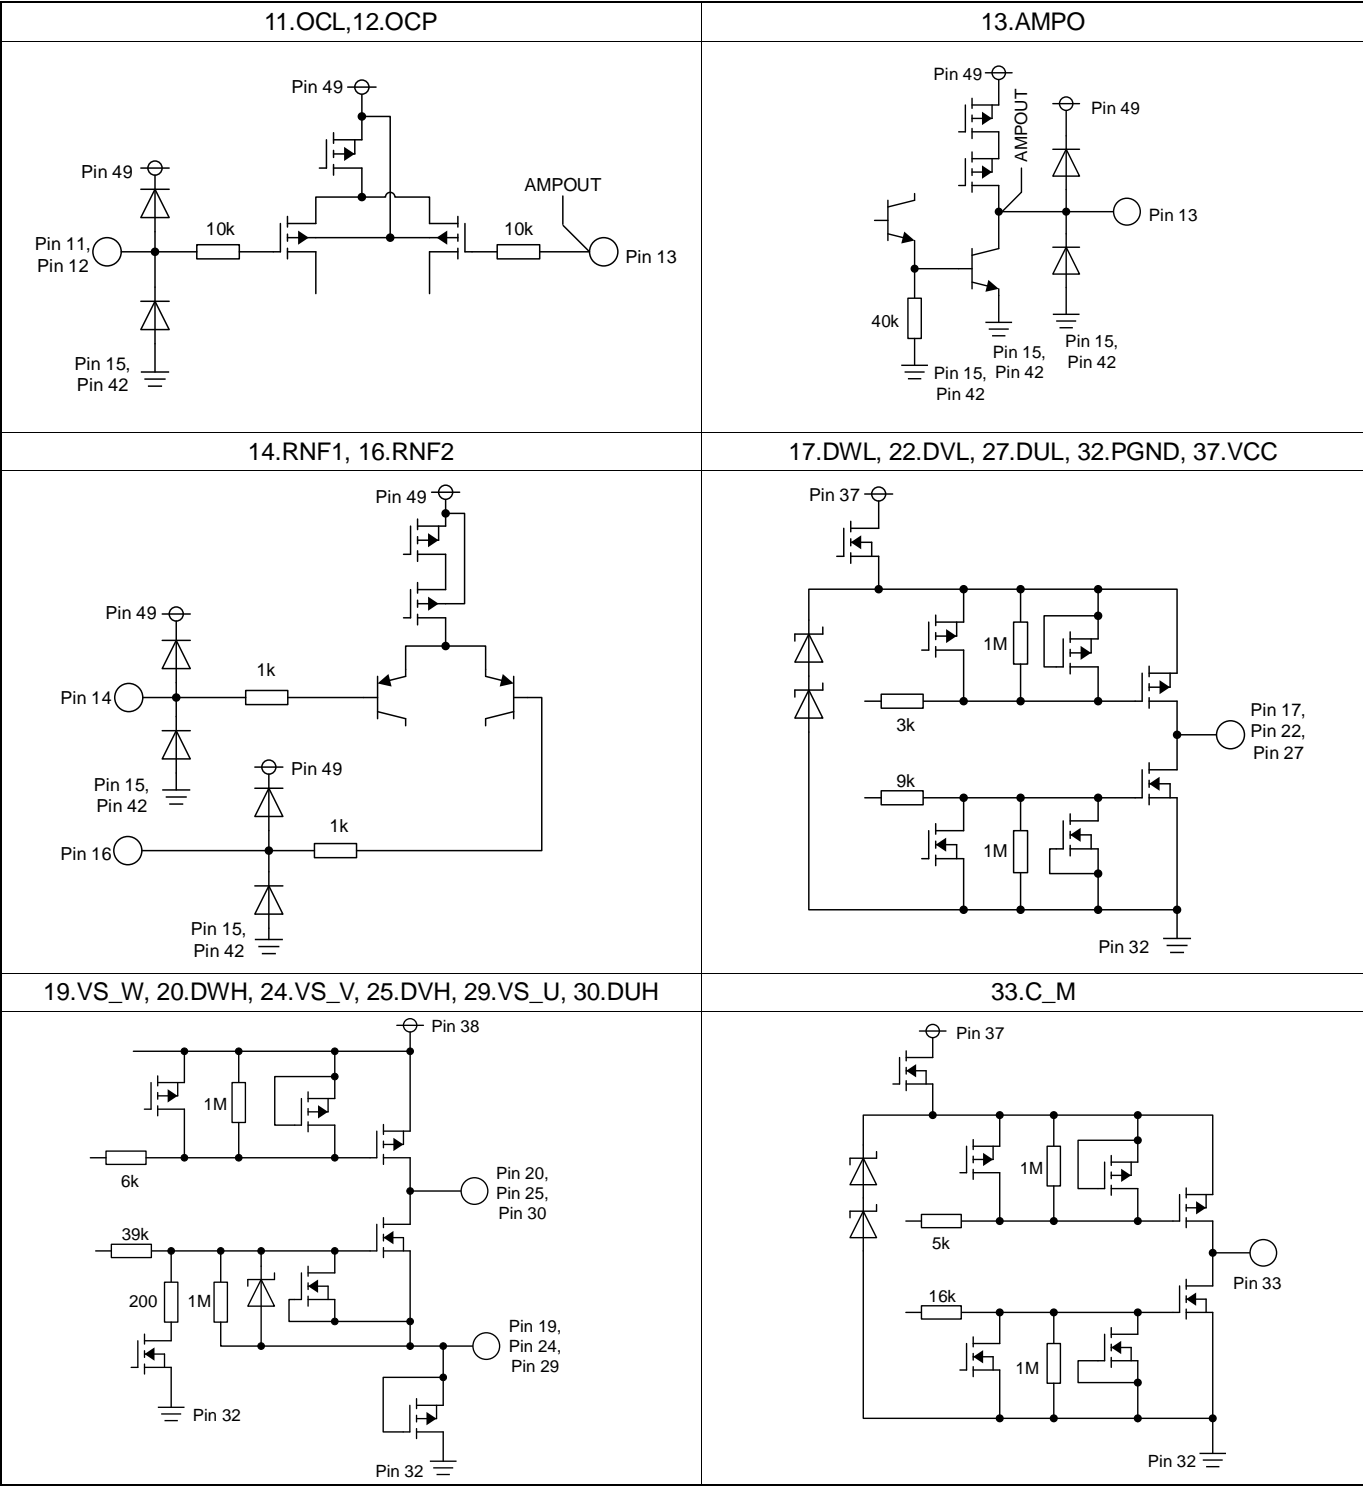 11.OCL,12.OCP
Pin 49
Pin 49
AMPOUT
10k
10k
Pin 11,
Pin 12
Pin 13
Pin 15,
Pin 42
13.AMPO
Pin 49
AMPOUT
Pin 49
Pin 13
40k
Pin 15,
Pin 42
Pin 15,
Pin 42
Pin 15,
Pin 42
14.RNF1, 16.RNF2
Pin 49
Pin 49
1k
Pin 14
Pin 15,
Pin 42
Pin 49
1k
Pin 16
Pin 15,
Pin 42
17.DWL, 22.DVL, 27.DUL, 32.PGND, 37.VCC
Pin 37
1M
3k
Pin 17,
Pin 22,
Pin 27
9k
1M
Pin 32
19.VS_W, 20.DWH, 24.VS_V, 25.DVH, 29.VS_U, 30.DUH
Pin 38
1M
6k
Pin 20,
Pin 25,
Pin 30
39k
200
1M
Pin 19,
Pin 24,
Pin 29
Pin 32
Pin 32
33.C_M
Pin 37
1M
5k
Pin 33
16k
1M
Pin 32